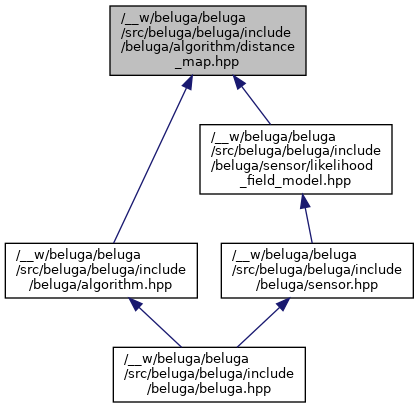 /__w/beluga/beluga
/src/beluga/beluga/include
/beluga/algorithm/distance
_map.hpp
/__w/beluga/beluga
/src/beluga/beluga/include
/beluga/sensor/likelihood
_field_model.hpp
/__w/beluga/beluga
/src/beluga/beluga/include
/beluga/algorithm.hpp
/__w/beluga/beluga
/src/beluga/beluga/include
/beluga/sensor.hpp
/__w/beluga/beluga
/src/beluga/beluga/include
/beluga/beluga.hpp